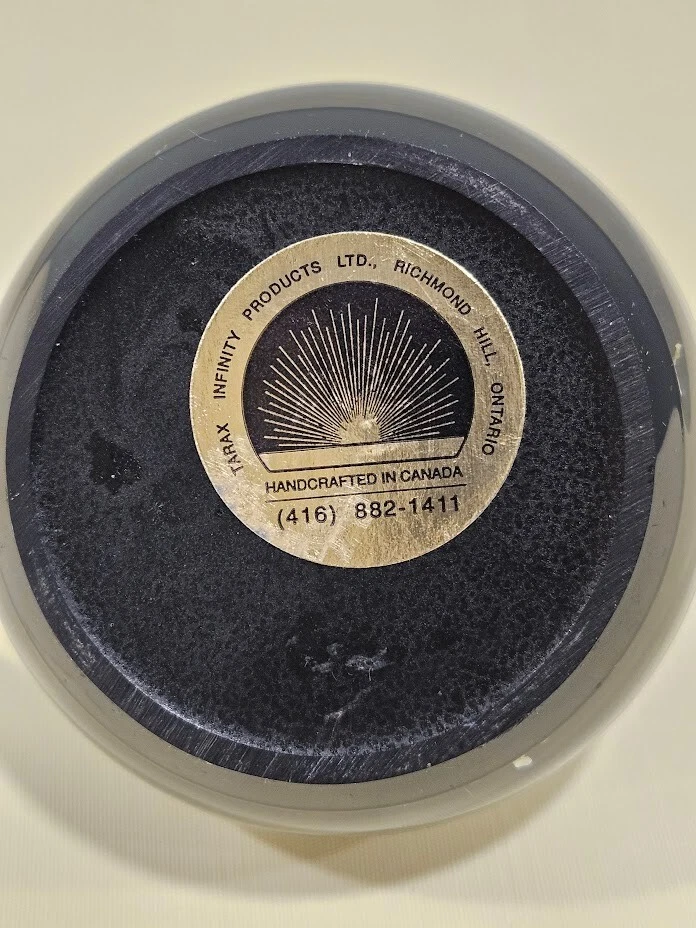 TARAX INFINITY PRODUCTS LTD., RICHMOND HILL, ONTARIO
HANDCRAFTED IN CANADA
(416) 882-1411